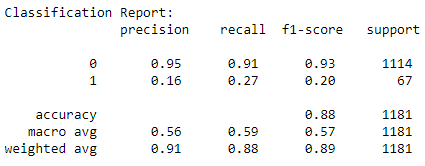 Classification Report:
precision recall f1-score support
0 0.95 0.91 0.93 1114
1 0.16 0.27 0.20 67
accuracy 0.88 1181
macro avg 0.56 0.59 0.57 1181
weighted avg 0.91 0.88 0.89 1181